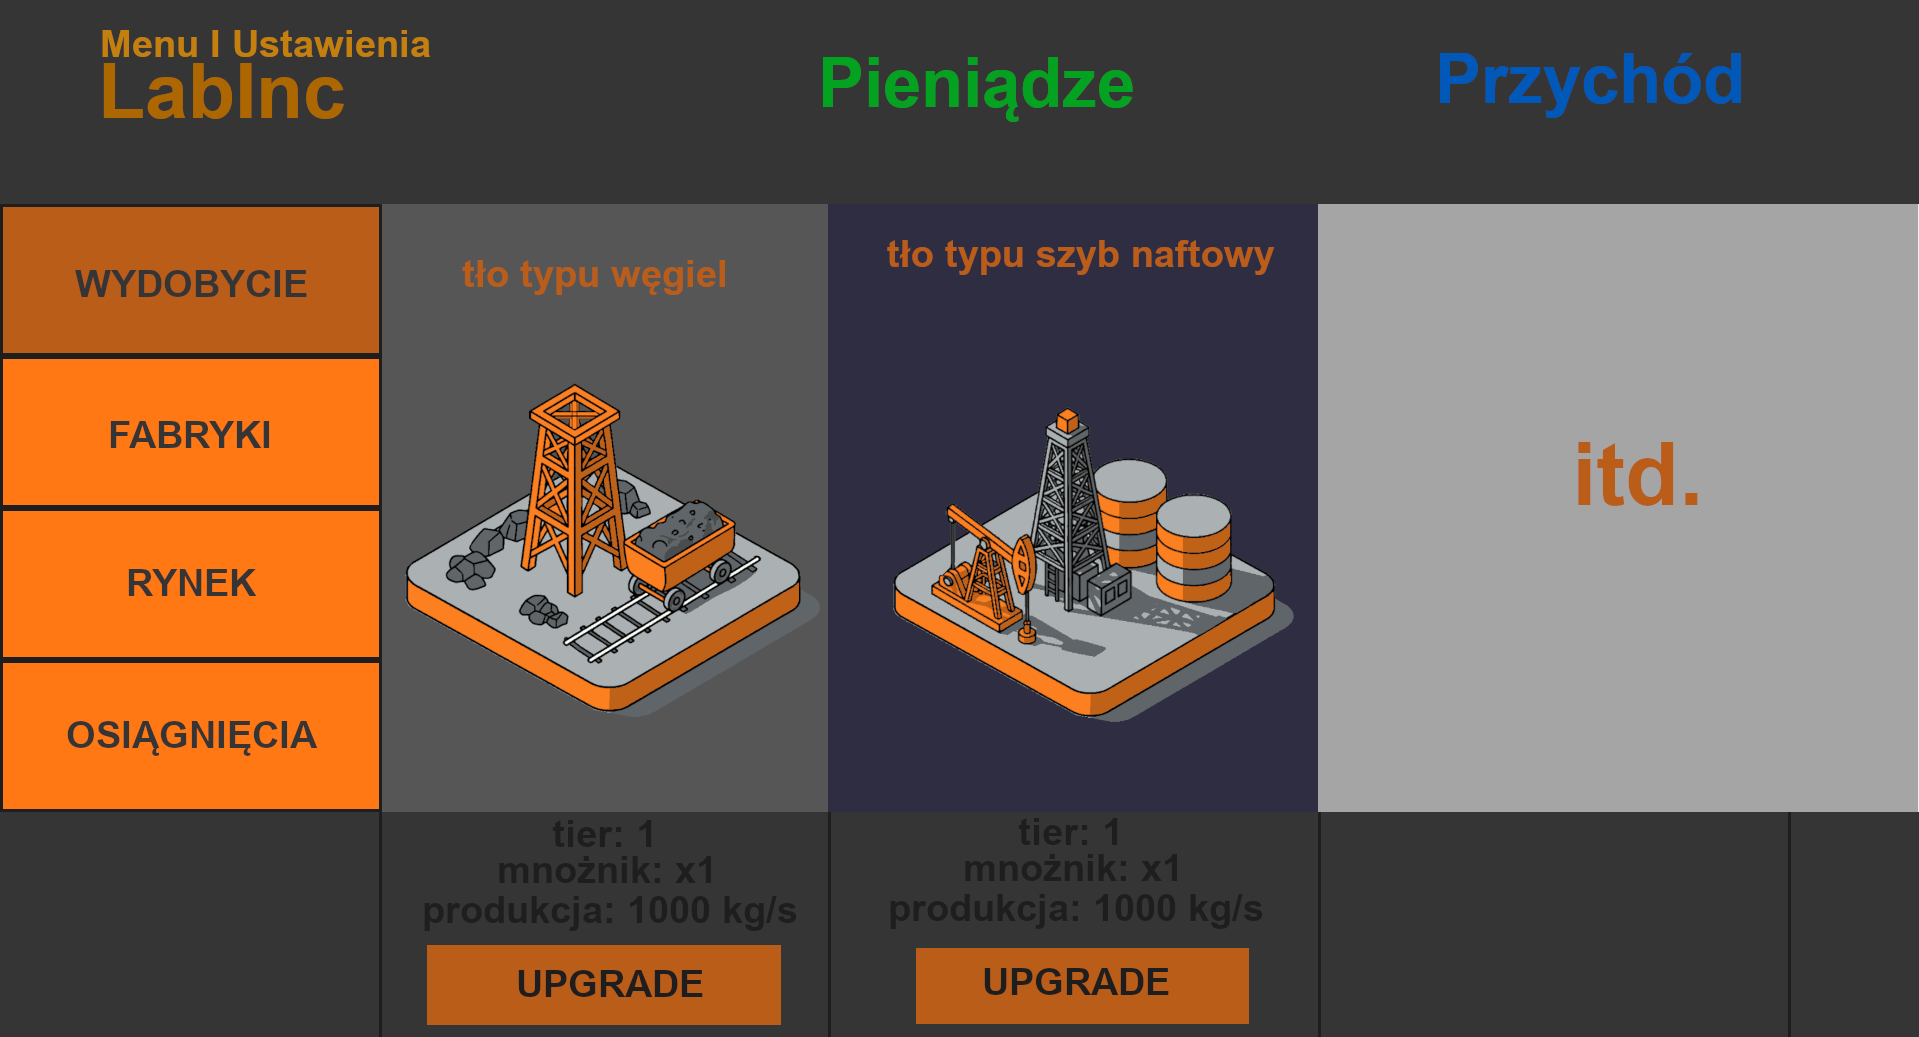 Menu I Ustawienia
LabInc
Pieniądze
Przychód
WYDOBYCIE
FABRYKI
RYNEK
OSIĄGNIĘCIA
tło typu węgiel
tło typu szyb naftowy
itd.
tier: 1
mnożnik: x1
produkcja: 1000 kg/s
UPGRADE
tier: 1
mnożnik: x1
produkcja: 1000 kg/s
UPGRADE